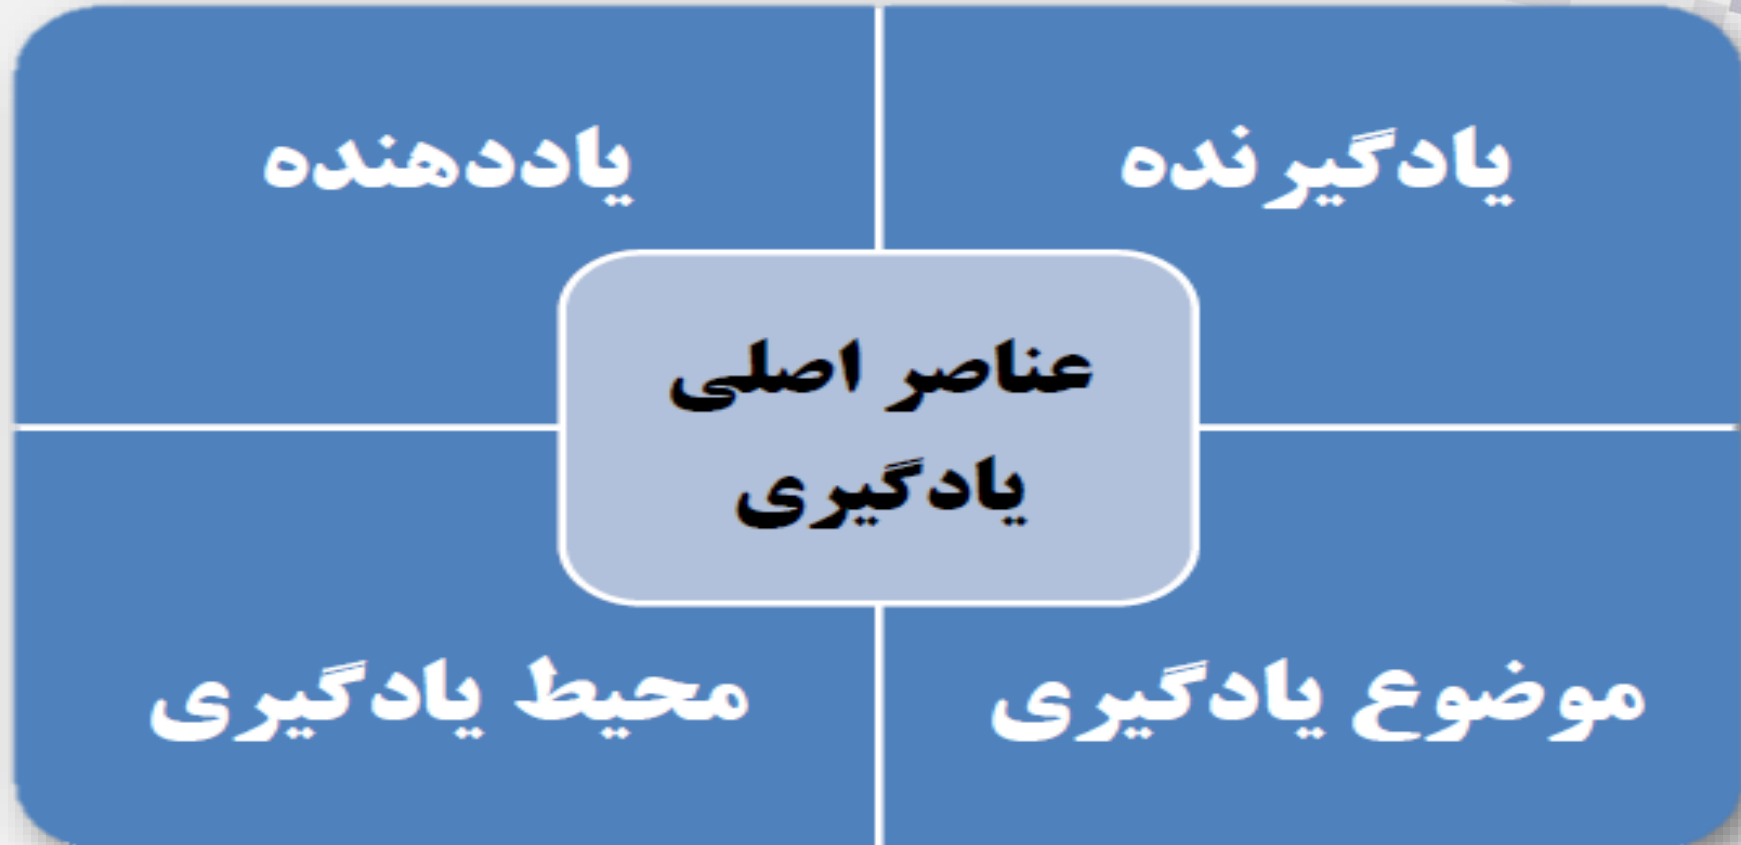 یادگیرنده
یاددهنده
عناصر اصلی
یادگیری
موضوع یادگیری
محیط یادگیری